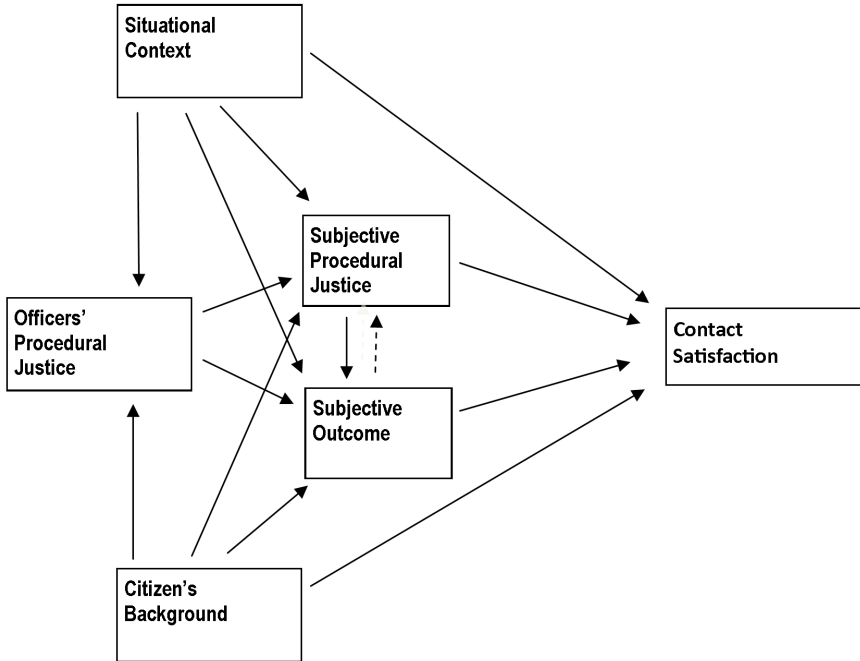 Situational
Context
Subjective
Procedural
Justice
Officers’
Procedural
Justice
Contact
Satisfaction
Subjective
Outcome
Citizen’s
Background